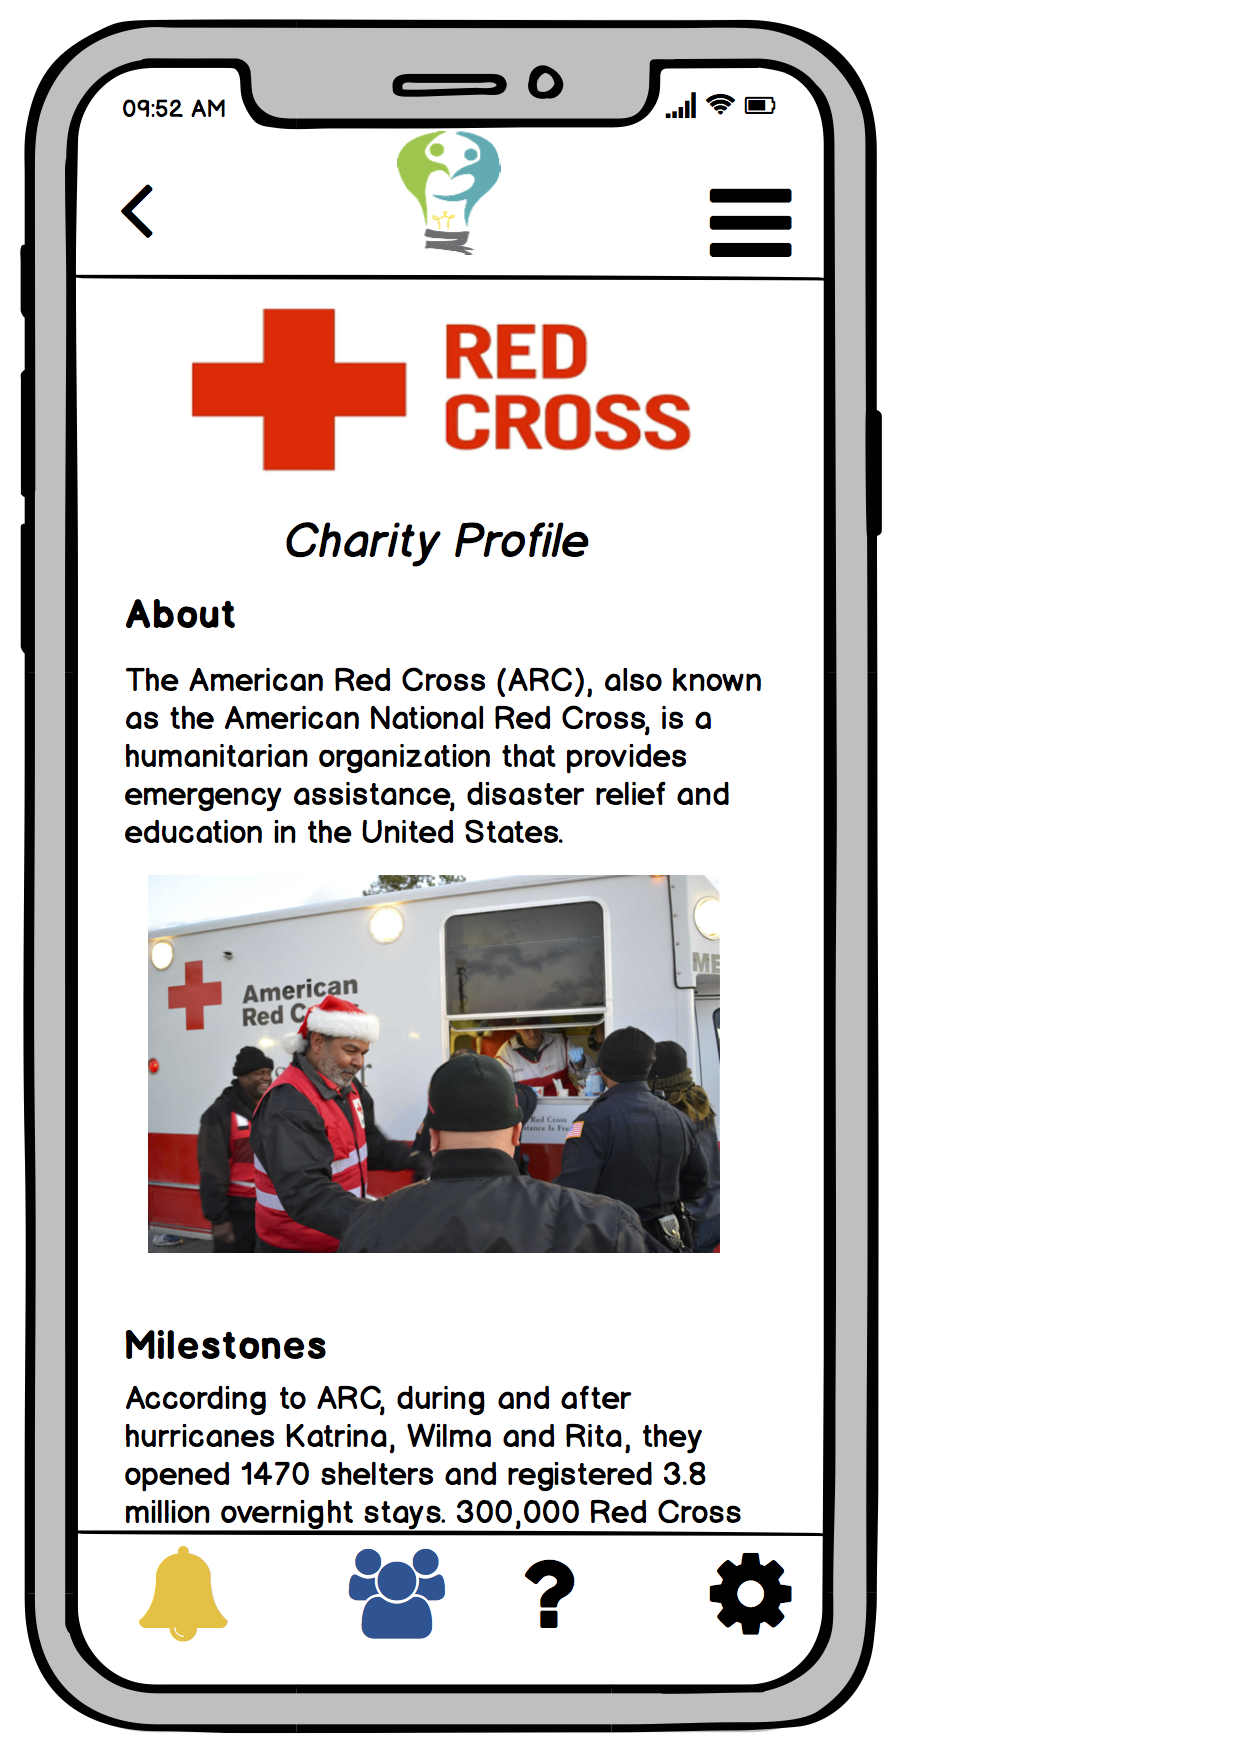 09:52 AM
RED
CROSS
Charity Profile
About
The American Red Cross (ARC), also known
as the American National Red Cross, is a
humanitarian organization that provides
emergency assistance, disaster relief and
education in the United States.
American
Red C
ME
Red Cross
Milestones
According to ARC, during and after
hurricanes Katrina, Wilma and Rita, they
opened 1470 shelters and registered 3.8
million overnight stays. 300,000 Red Cross
?